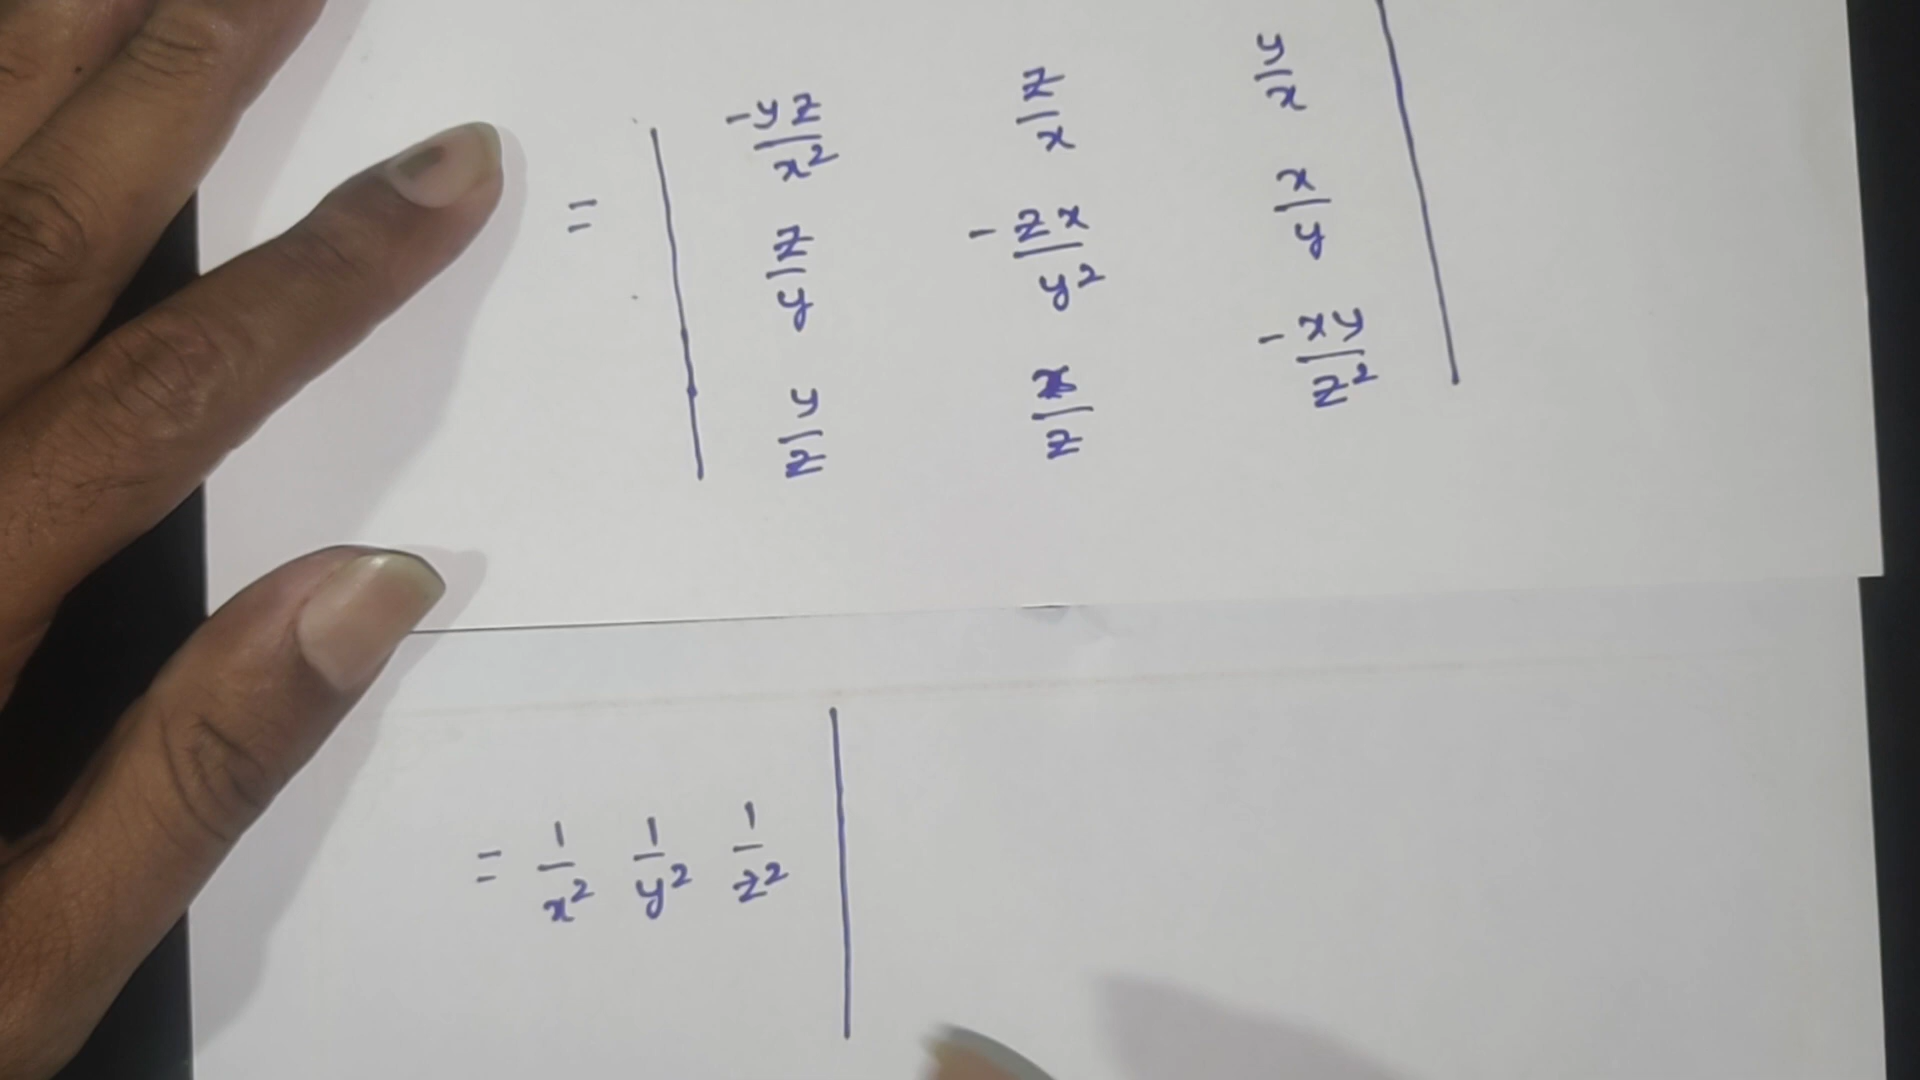 = | -yz/x² z/x y/x |
| z/y -zx/y² x/y |
| y/z x/z -xy/z² |
= 1/x² 1/y² 1/z² |